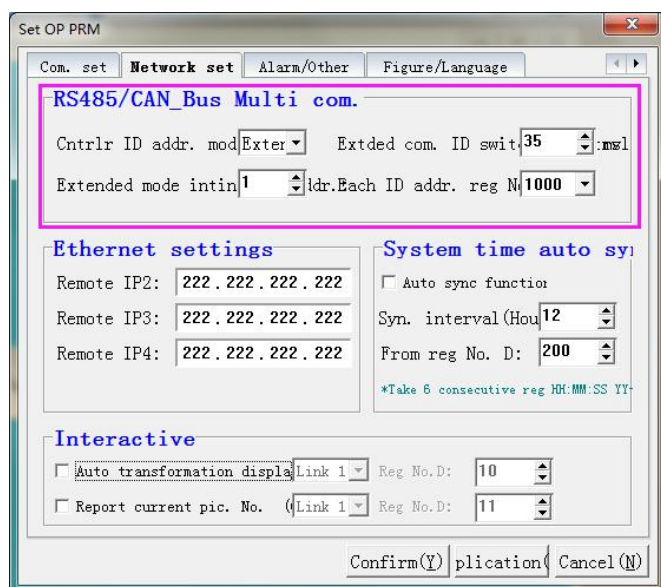 Set OP PRM
Com. set Network set Alarm/Other Figure/Language
RS485/CAN_Bus Multi com.
Cntrlr ID addr. mod Exter Extded com. ID swit 35 :msl
Extended mode intin 1 ddr.Each ID addr. reg N 1000
Ethernet settings
Remote IP2: 222 . 222 . 222 . 222
Remote IP3: 222 . 222 . 222 . 222
Remote IP4: 222 . 222 . 222 . 222
System time auto sy
Auto sync function
Syn. interval(Hou 12
From reg No. D: 200
*Take 6 consecutive reg HH:MM:SS YY-
Interactive
Auto transformation displa Link 1 Reg No.D: 10
Report current pic. No. ( Link 1 Reg No.D: 11
Confirm(Y) plication( Cancel(N)